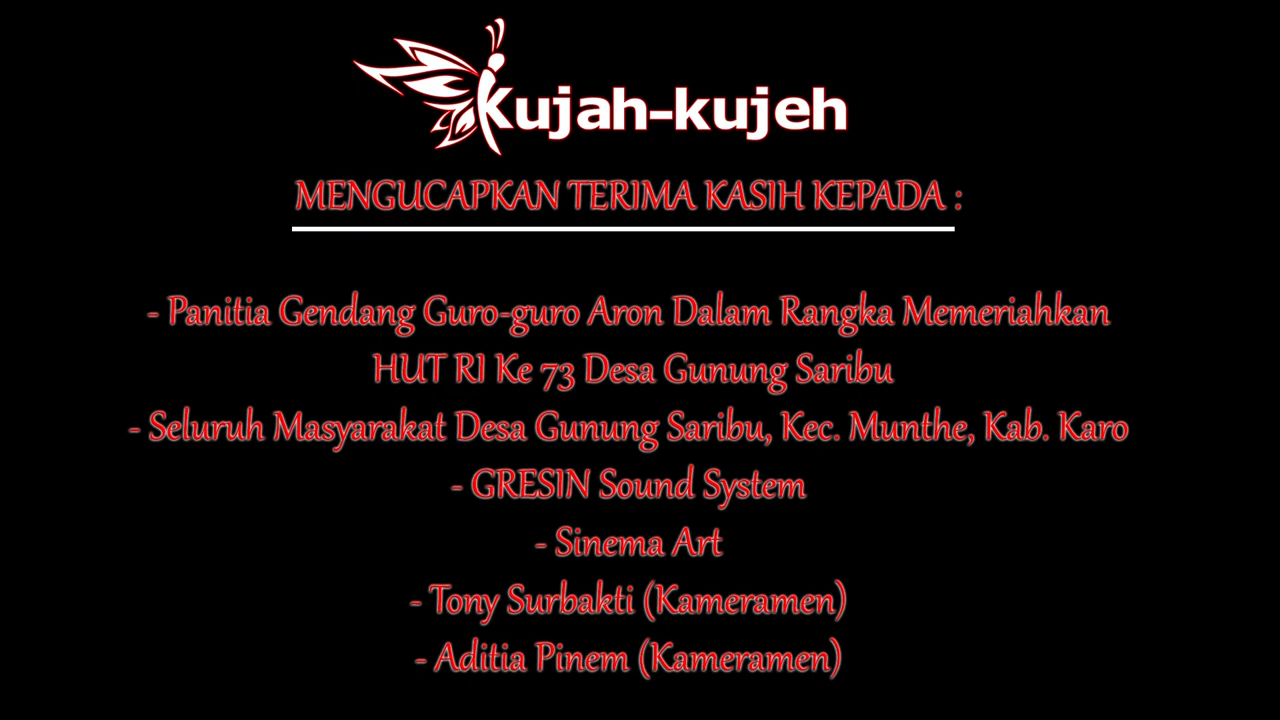 Kujah-kujeh
MENGUCAPKAN TERIMA KASIH KEPADA :
- Panitia Gendang Guro-guro Aron Dalam Rangka Memeriahkan
HUT RI Ke 73 Desa Gunung Saribu
- Seluruh Masyarakat Desa Gunung Saribu, Kec. Munthe, Kab. Karo
- GRESIN Sound System
- Sinema Art
- Tony Surbakti (Kameramen)
- Aditia Pinem (Kameramen)